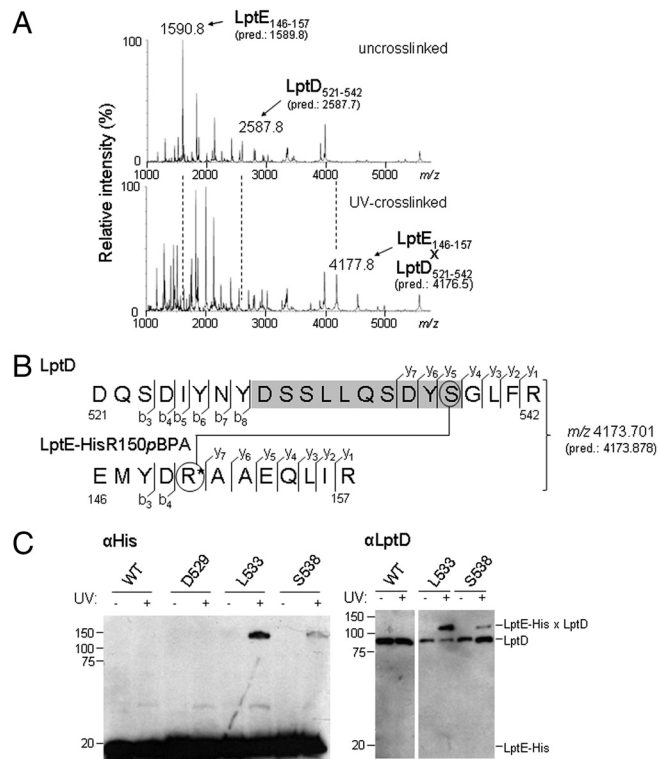 A
Relative intensity (%)
100
0
1590.8
LptE146-157
(pred.: 1589.8)
uncrosslinked
LptD521-542
(pred.: 2587.7)
2587.8
1000 2000 3000 4000 5000 m/z
100
0
UV-crosslinked
LptE146-157
x
LptD521-542
(pred.: 4176.5)
4177.8
1000 2000 3000 4000 5000 m/z
B
LptD
y7 y6 y5 y4 y3 y2 y1
D Q S D I Y N Y D S S L L Q S D Y S G L F R
521 b3 b4 b5 b6 b7 b8 542
LptE-HisR150pBPA
y7 y6 y5 y4 y3 y2 y1
E M Y D R* A A E Q L I R
146 b3 b4 157
m/z 4173.701
(pred.: 4173.878)
C
αHis
WT D529 L533 S538
UV: - + - + - + - +
150
100
75
20
αLptD
WT L533 S538
UV: - + - + - +
150
100
75
20
LptE-His x LptD
LptD
LptE-His